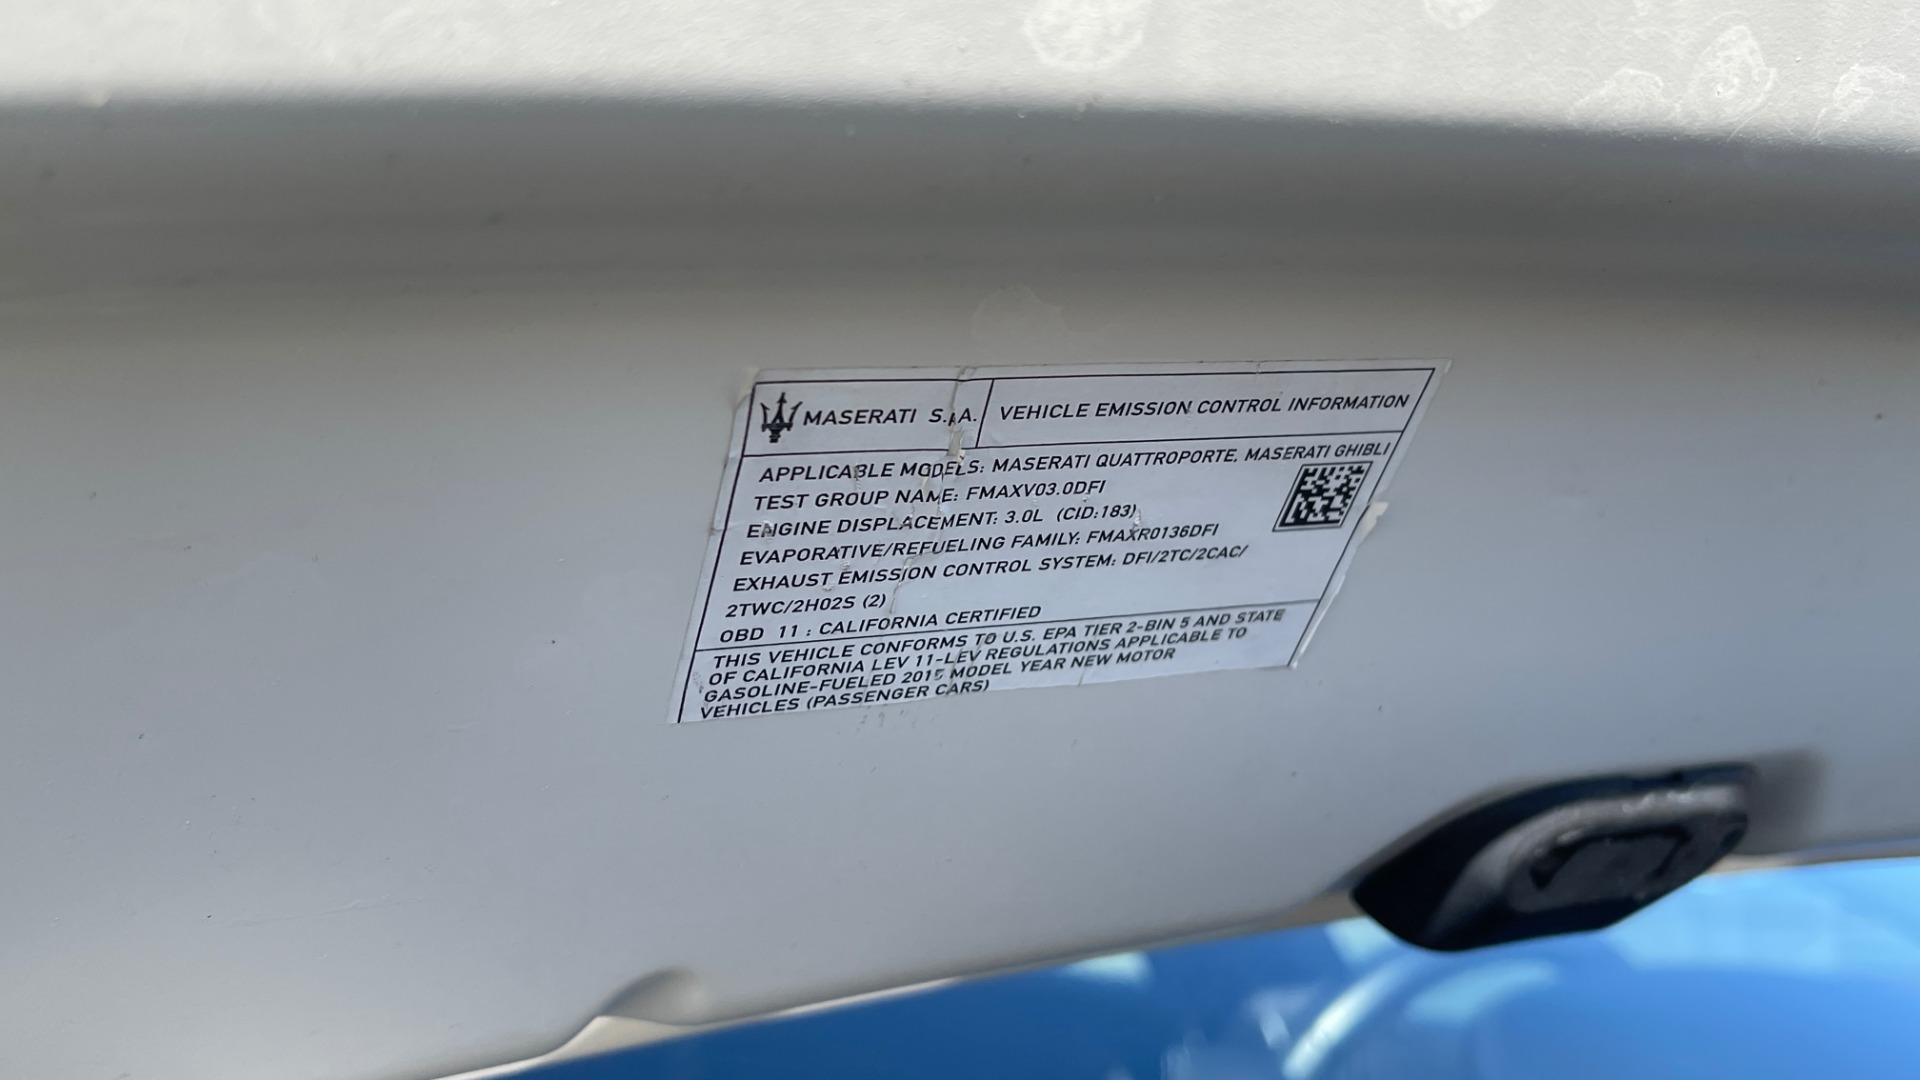 MASERATI S.p.A.
VEHICLE EMISSION CONTROL INFORMATION
APPLICABLE MODELS: MASERATI QUATTROPORTE, MASERATI GHIBLI
TEST GROUP NAME: FMAXV03.0DFI
ENGINE DISPLACEMENT: 3.0L (CID:183)
EVAPORATIVE/REFUELING FAMILY: FMAXR0136DFI
EXHAUST EMISSION CONTROL SYSTEM: DFI/2TC/2CAC/
2TWC/2H02S (2)
OBD 11 : CALIFORNIA CERTIFIED
THIS VEHICLE CONFORMS TO U.S. EPA TIER 2-BIN 5 AND STATE
OF CALIFORNIA LEV 11-LEV REGULATIONS APPLICABLE TO
GASOLINE-FUELED 2015 MODEL YEAR NEW MOTOR
VEHICLES (PASSENGER CARS)